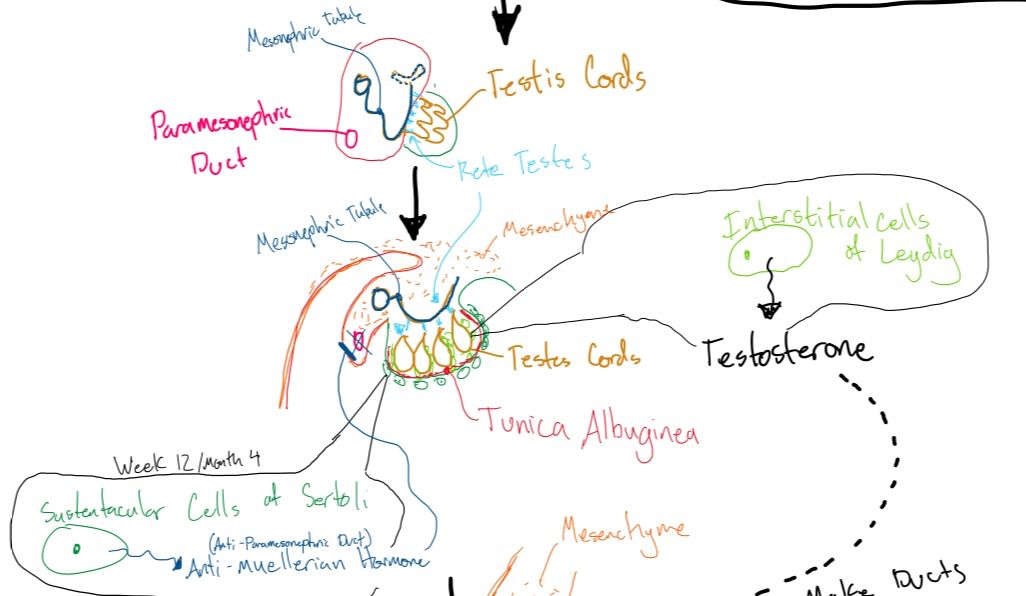 Mesonephric Tubule
Testis Cords
Paramesonephric
Duct
Rete Testes
Mesonephric Tubule
Mesenchyme
Interstitial cells
of Leydig
Testosterone
Testes Cords
Tunica Albuginea
Week 12/Month 4
Sustentacular Cells of Sertoli
(Anti-Paramesonephric Duct)
Anti-Muellerian Hormone
Mesenchyme
Ducts